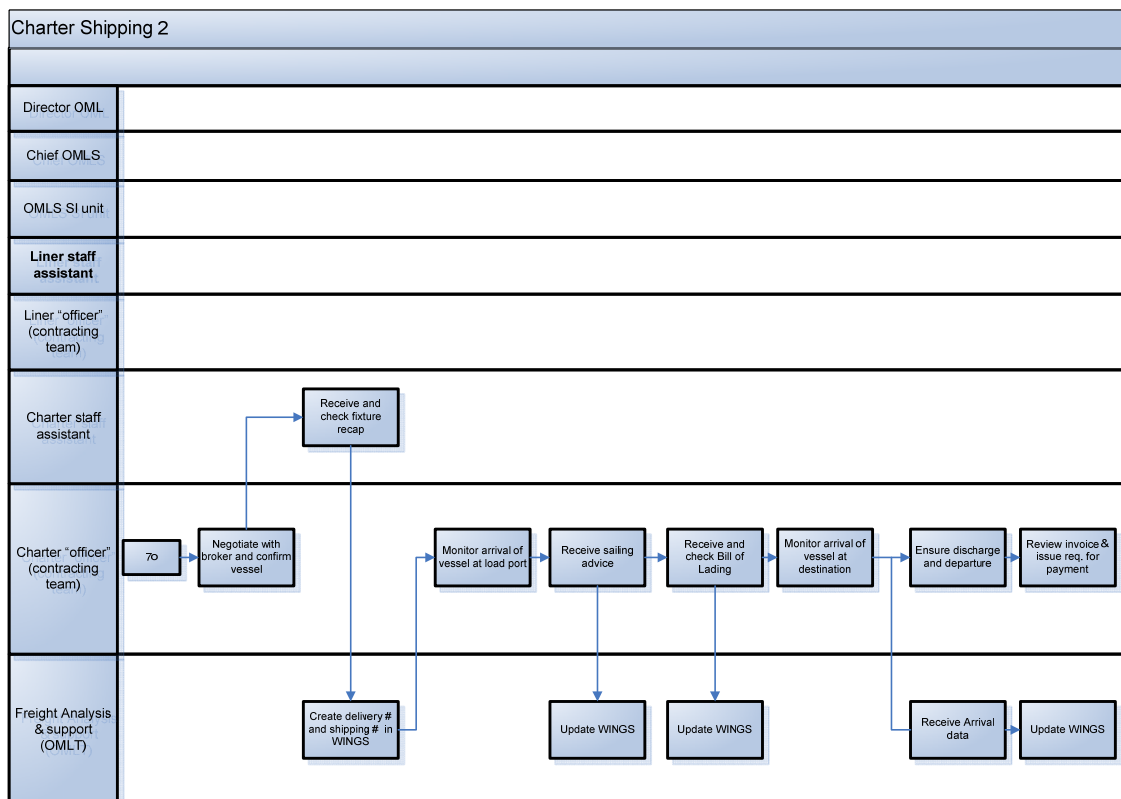 Charter Shipping 2
Director OML
Chief OMLS
OMLS SI unit
Liner staff
assistant
Liner “officer”
(contracting
team)
Charter staff
assistant
Receive and
check fixture
recap
Charter “officer”
(contracting
team)
7o
Negotiate with
broker and confirm
vessel
Monitor arrival of
vessel at load port
Receive sailing
advice
Receive and
check Bill of
Lading
Monitor arrival of
vessel at
destination
Ensure discharge
and departure
Review invoice &
issue req. for
payment
Freight Analysis
& support
(OMLT)
Create delivery #
and shipping # in
WINGS
Update WINGS
Update WINGS
Receive Arrival
data
Update WINGS